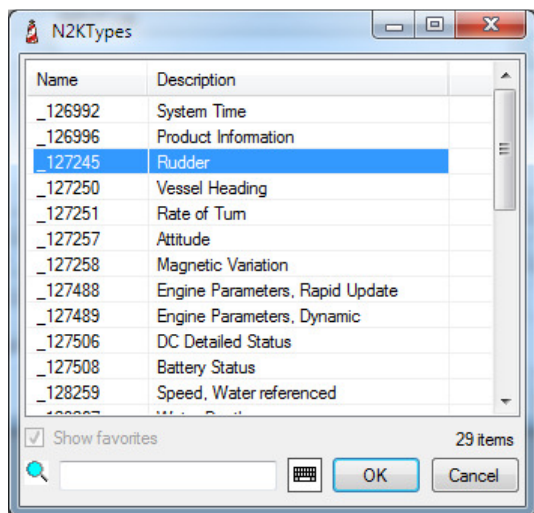 N2KTypes
Name Description
_126992 System Time
_126996 Product Information
_127245 Rudder
_127250 Vessel Heading
_127251 Rate of Turn
_127257 Attitude
_127258 Magnetic Variation
_127488 Engine Parameters, Rapid Update
_127489 Engine Parameters, Dynamic
_127506 DC Detailed Status
_127508 Battery Status
_128259 Speed, Water referenced
Show favorites 29 items
OK Cancel